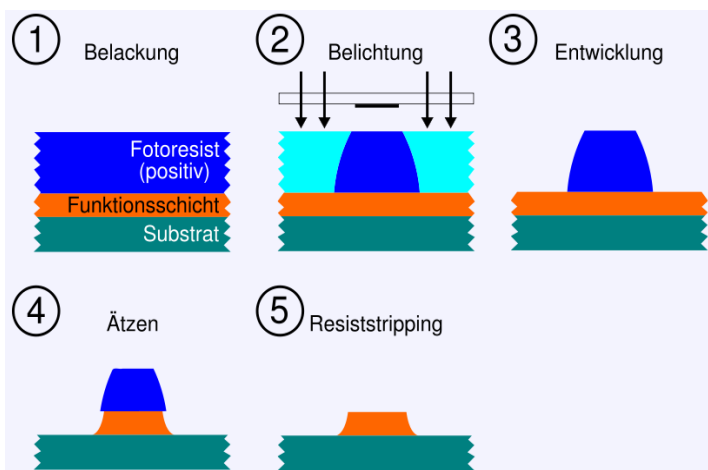 1 Belackung
2 Belichtung
3 Entwicklung
Fotoresist
(positiv)
Funktionsschicht
Substrat
4 Ätzen
5 Resiststripping